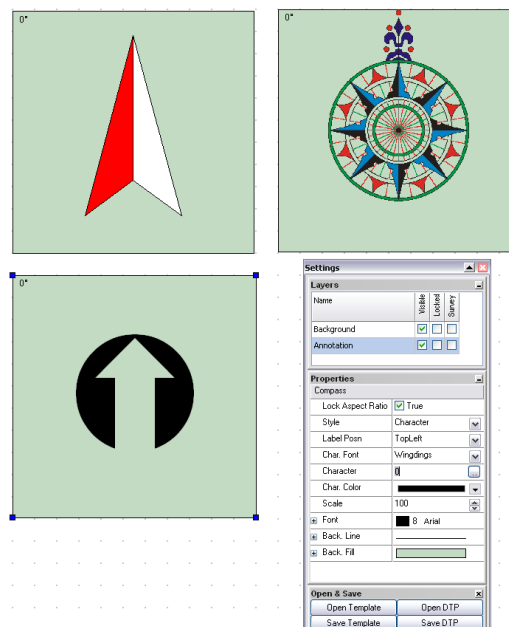 0°
0°
0°
Settings
Layers
Name
Visible
Locked
Survey
Background
Annotation
Properties
Compass
Lock Aspect Ratio True
Style Character
Label Posn TopLeft
Char. Font Wingdings
Character
Char. Color
Scale 100
Font 8 Arial
Back. Line
Back. Fill
Open & Save
Open Template Open DTP
Save Template Save DTP